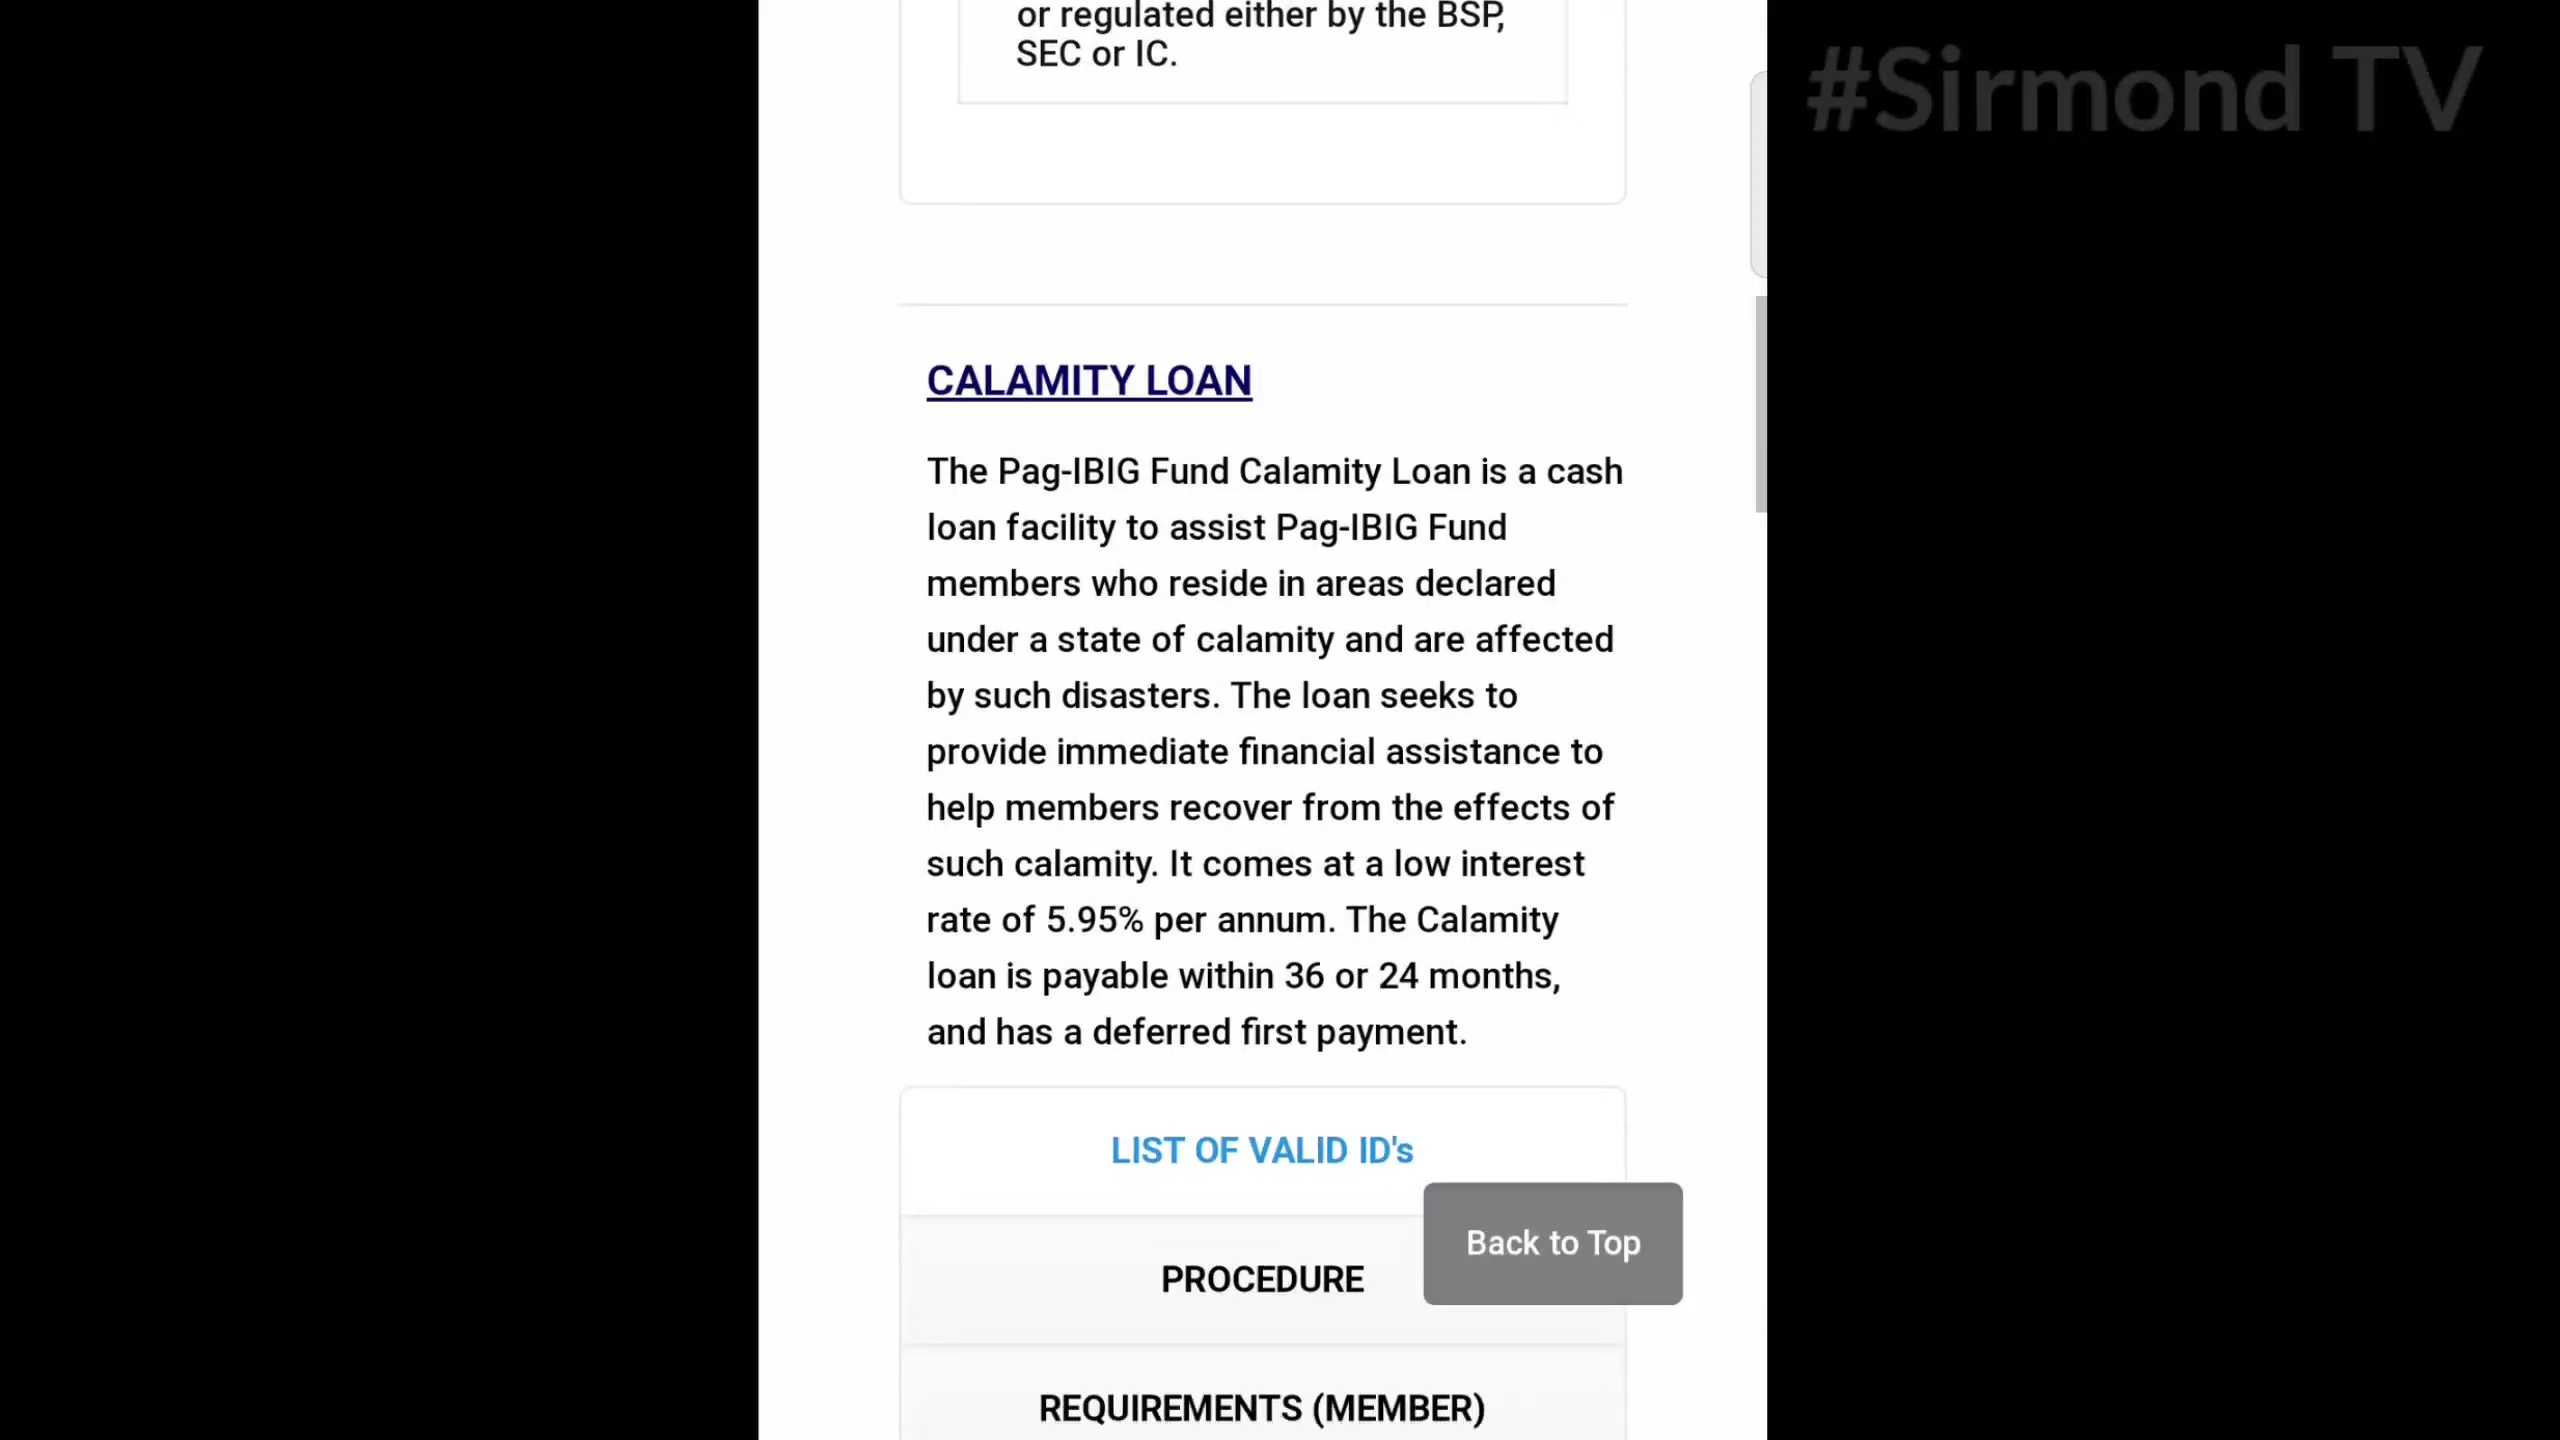 or regulated either by the BSP,
SEC or IC.
#Sirmond TV
CALAMITY LOAN
The Pag-IBIG Fund Calamity Loan is a cash
loan facility to assist Pag-IBIG Fund
members who reside in areas declared
under a state of calamity and are affected
by such disasters. The loan seeks to
provide immediate financial assistance to
help members recover from the effects of
such calamity. It comes at a low interest
rate of 5.95% per annum. The Calamity
loan is payable within 36 or 24 months,
and has a deferred first payment.
LIST OF VALID ID's
Back to Top
PROCEDURE
REQUIREMENTS (MEMBER)